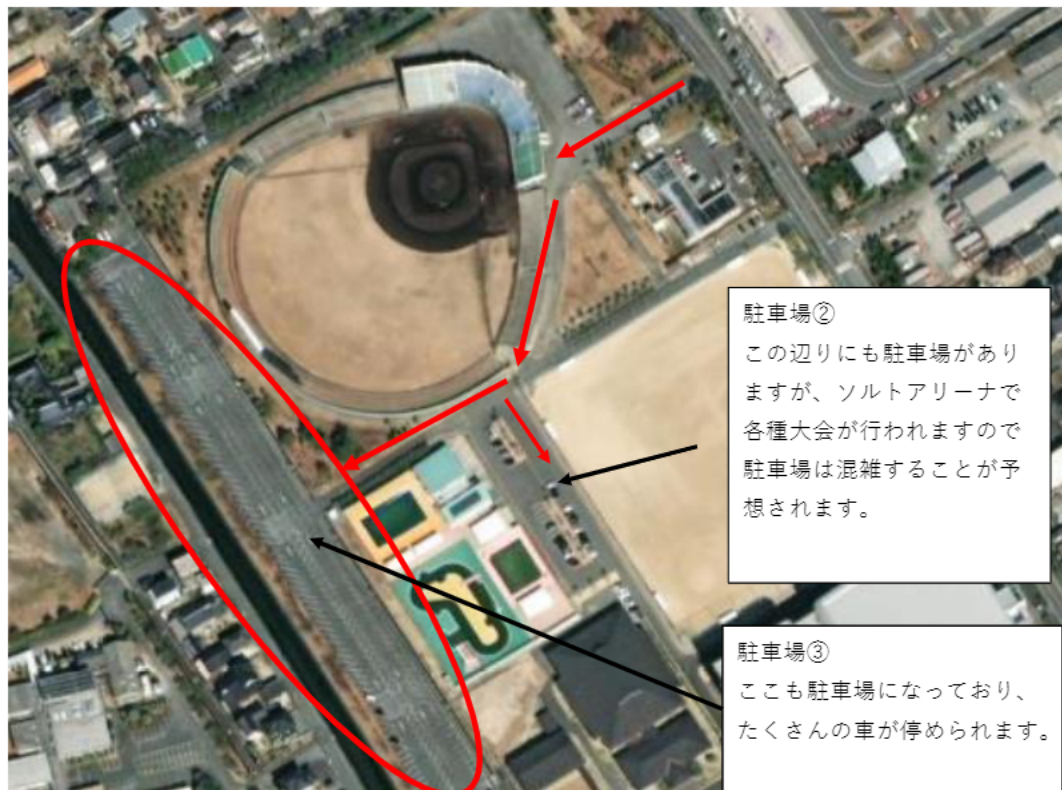 駐車場②
この辺りにも駐車場があり
ますが、ソルトアリーナで
各種大会が行われますので
駐車場は混雑することが予
想されます。
駐車場③
ここも駐車場になっており、
たくさんの車が停められます。